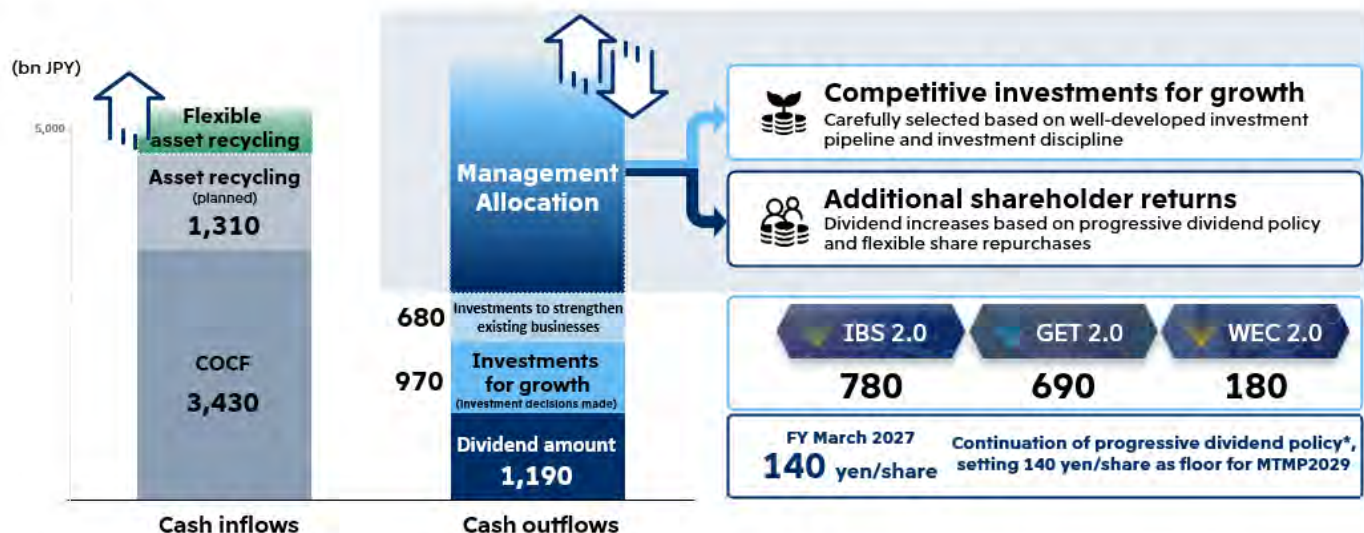 (bn JPY)
5,000
Flexible
asset recycling
Asset recycling
(planned)
1,310
COCF
3,430
Cash inflows
Management
Allocation
680
Investments to strengthen
existing businesses
970
Investments
for growth
(Investment decisions made)
Dividend amount
1,190
Cash outflows
Competitive investments for growth
Carefully selected based on well-developed investment
pipeline and investment discipline
Additional shareholder returns
Dividend increases based on progressive dividend policy
and flexible share repurchases
IBS 2.0
GET 2.0
WEC 2.0
780
690
180
FY March 2027
140 yen/share
Continuation of progressive dividend policy*,
setting 140 yen/share as floor for MTMP2029